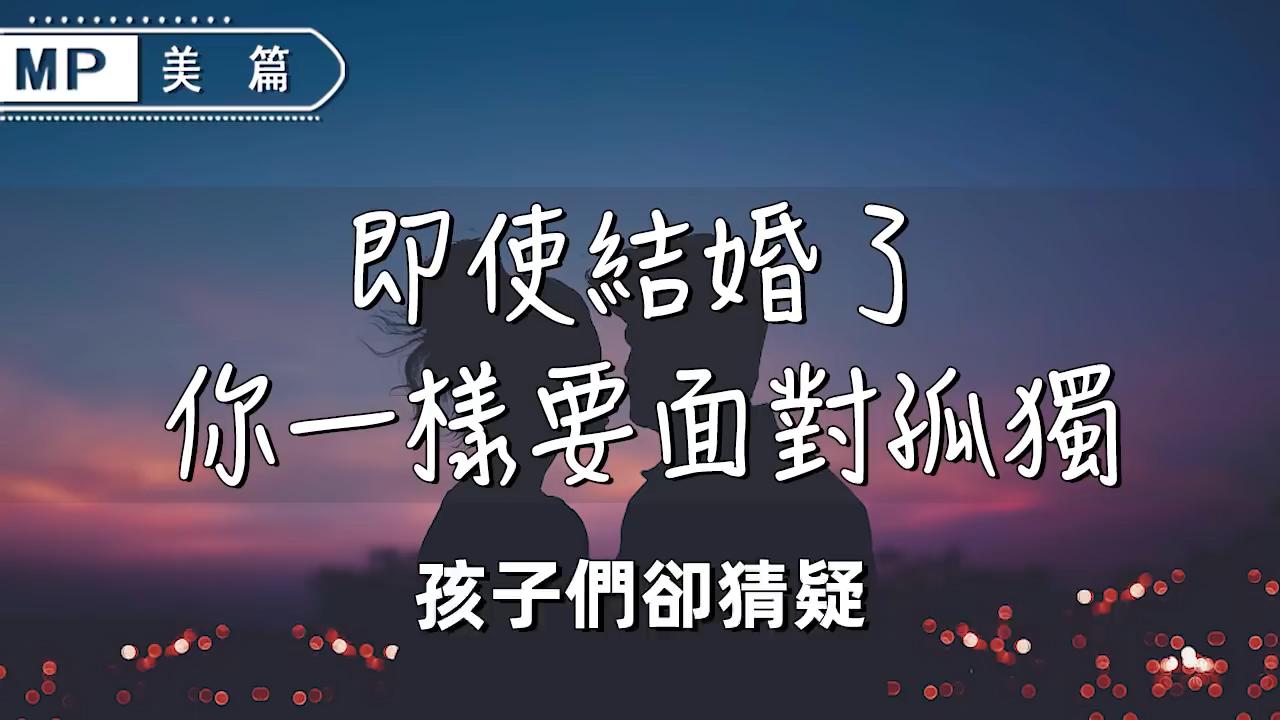 MP 美篇
即使結婚了
你一樣要面對孤獨
孩子們卻猜疑